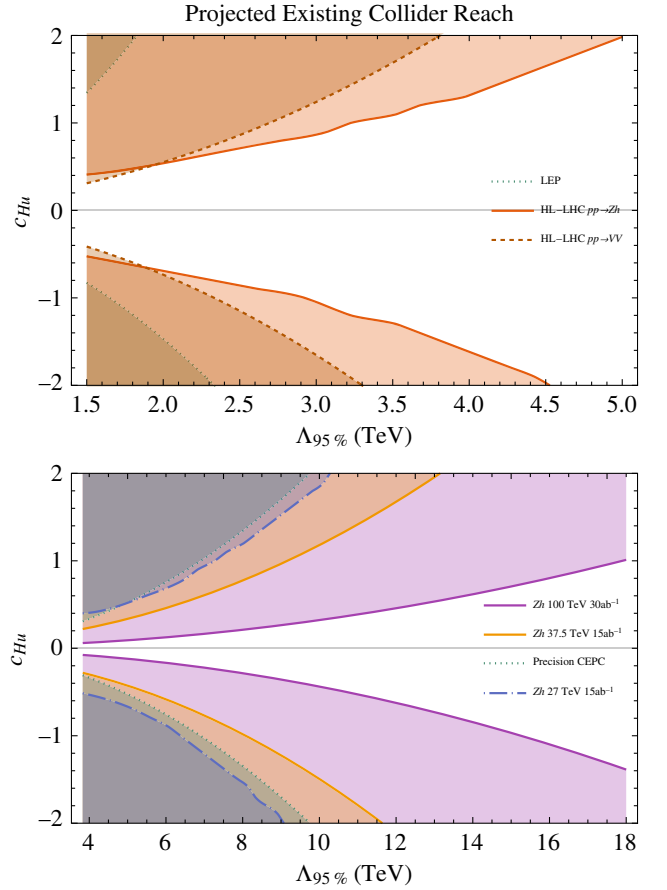 Projected Existing Collider Reach
2
1
0
−1
−2
c_Hu
LEP
HL−LHC pp→Zh
HL−LHC pp→VV
1.5 2.0 2.5 3.0 3.5 4.0 4.5 5.0
Λ95 % (TeV)
2
1
0
−1
−2
c_Hu
Zh 100 TeV 30ab⁻¹
Zh 37.5 TeV 15ab⁻¹
Precision CEPC
Zh 27 TeV 15ab⁻¹
4 6 8 10 12 14 16 18
Λ95 % (TeV)